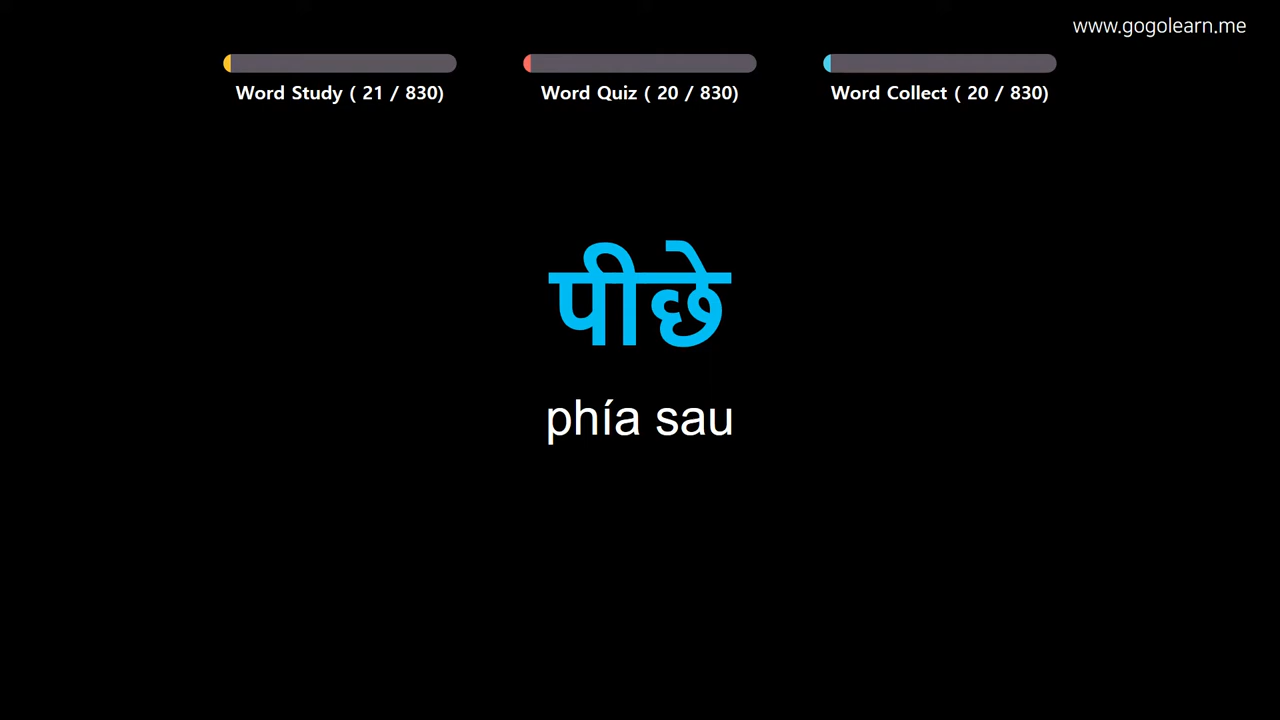 www.gogolearn.me
Word Study ( 21 / 830)
Word Quiz ( 20 / 830)
Word Collect ( 20 / 830)
पीछे
phía sau